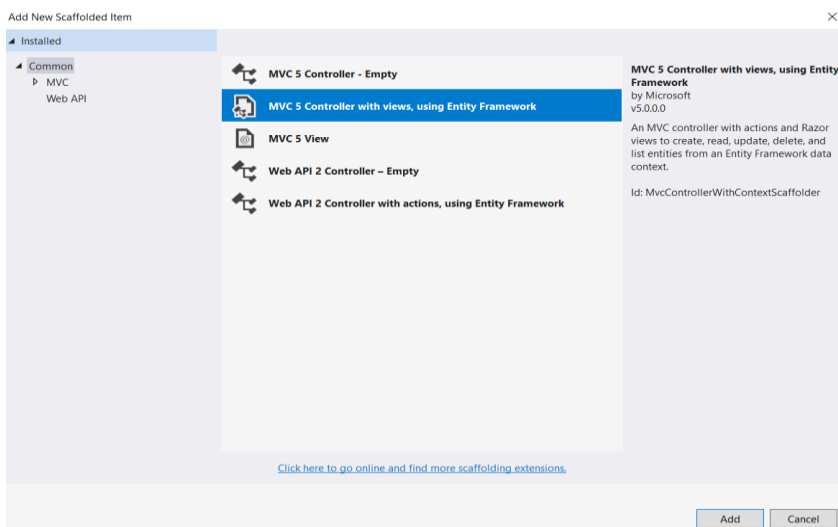 Add New Scaffolded Item
Installed
Common
MVC
Web API
MVC 5 Controller - Empty
MVC 5 Controller with views, using Entity Framework
MVC 5 View
Web API 2 Controller – Empty
Web API 2 Controller with actions, using Entity Framework
MVC 5 Controller with views, using Entity
Framework
by Microsoft
v5.0.0.0
An MVC controller with actions and Razor
views to create, read, update, delete, and
list entities from an Entity Framework data
context.
Id: MvcControllerWithContextScaffolder
Click here to go online and find more scaffolding extensions.
Add
Cancel